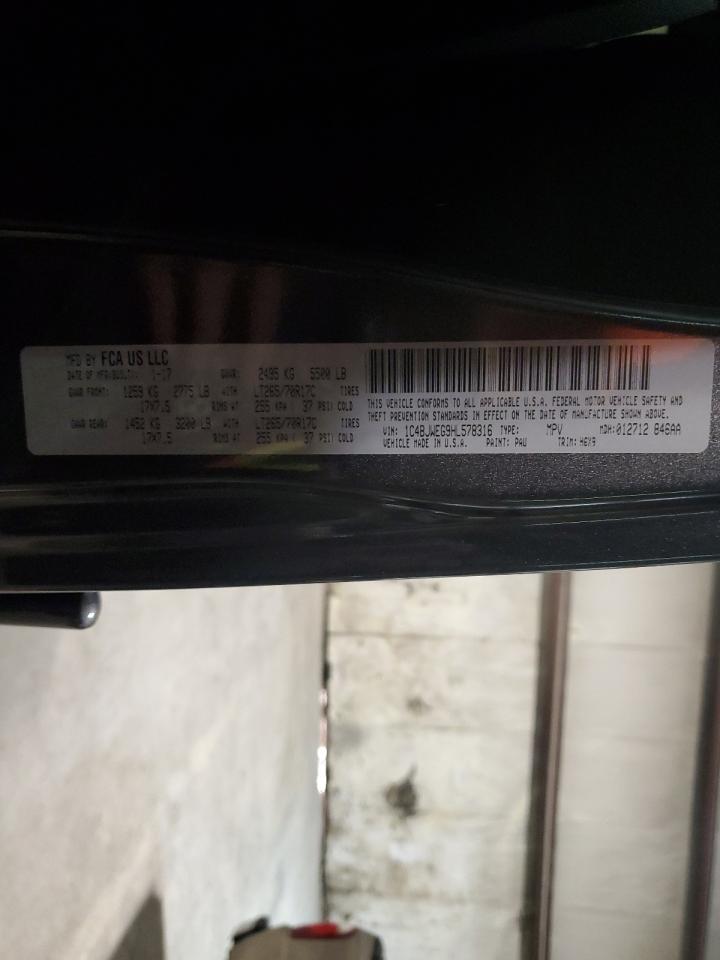 MFD BY FCA US LLC
DATE OF MFR/BUILT: 1-17 GVWR: 2495 KG 5500 LB
GAWR FRONT: 1259 KG 2775 LB WITH LT265/70R17C TIRES
17X7.5 RIMS AT 255 KPA ( 37 PSI) COLD
GAWR REAR: 1452 KG 3200 LB WITH LT265/70R17C TIRES
17X7.5 RIMS AT 255 KPA ( 37 PSI) COLD
THIS VEHICLE CONFORMS TO ALL APPLICABLE U.S.A. FEDERAL MOTOR VEHICLE SAFETY AND
THEFT PREVENTION STANDARDS IN EFFECT ON THE DATE OF MANUFACTURE SHOWN ABOVE.
VIN: 1C4BJWEG9HL578316 TYPE: MPV MDH: 012712 846AA
VEHICLE MADE IN U.S.A. PAINT: PAU TRIM: H6X9